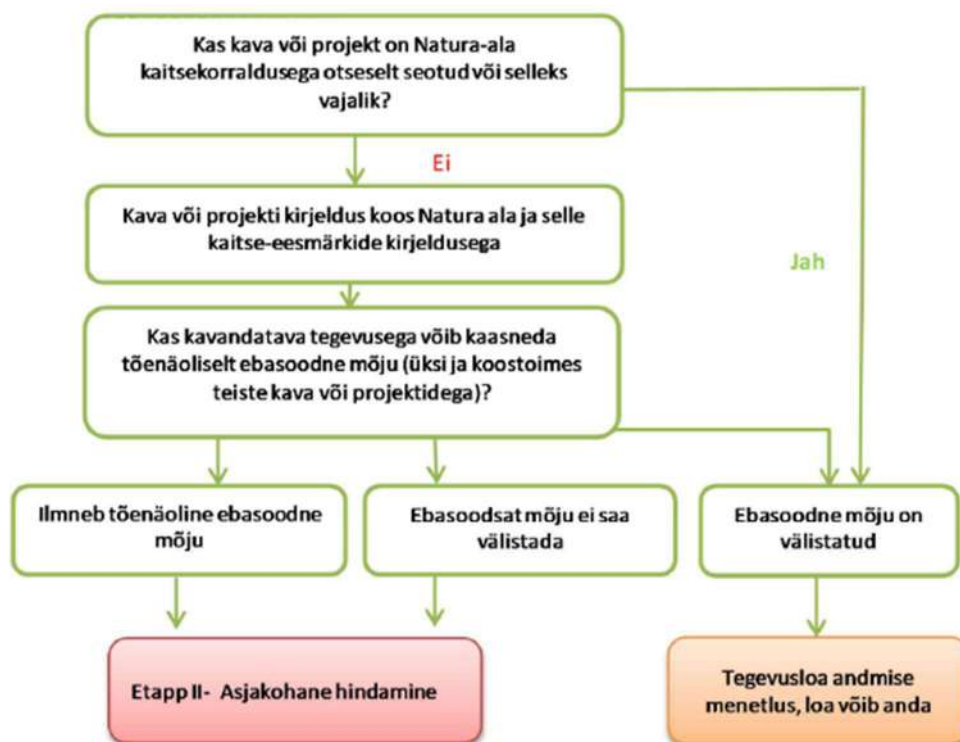 Kas kava või projekt on Natura-ala
kaitsekorraldusega otseselt seotud või selleks
vajalik?
Ei
Kava või projekti kirjeldus koos Natura ala ja selle
kaitse-eesmärkide kirjeldusega
Jah
Kas kavandatava tegevusega võib kaasneda
tõenäoliselt ebasoodne mõju (üksi ja koostoimes
teiste kava või projektidega)?
Ilmneb tõenäoline ebasoodne
mõju
Ebasoodsat mõju ei saa
välistada
Ebasoodne mõju on
välistatud
Etapp II- Asjakohane hindamine
Tegevusloa andmise
menetlus, loa võib anda